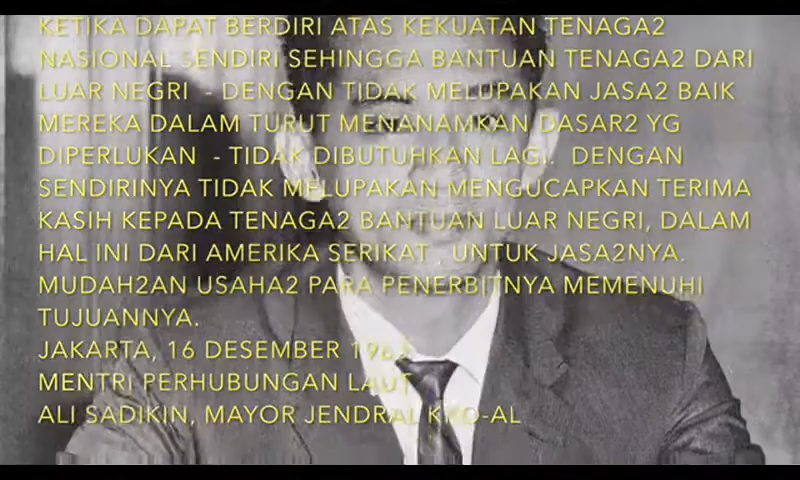 KETIKA DAPAT BERDIRI ATAS KEKUATAN TENAGA2
NASIONAL SENDIRI SEHINGGA BANTUAN TENAGA2 DARI
LUAR NEGRI - DENGAN TIDAK MELUPAKAN JASA2 BAIK
MEREKA DALAM TURUT MENANAMKAN DASAR2 YG
DIPERLUKAN - TIDAK DIBUTUHKAN LAGI. DENGAN
SENDIRINYA TIDAK MELUPAKAN MENGUCAPKAN TERIMA
KASIH KEPADA TENAGA2 BANTUAN LUAR NEGRI, DALAM
HAL INI DARI AMERIKA SERIKAT , UNTUK JASA2NYA.
MUDAH2AN USAHA2 PARA PENERBITNYA MEMENUHI
TUJUANNYA.
JAKARTA, 16 DESEMBER
MENTRI PERHUBUNGAN LAUT
ALI SADIKIN, MAYOR JENDRAL KKO-AL